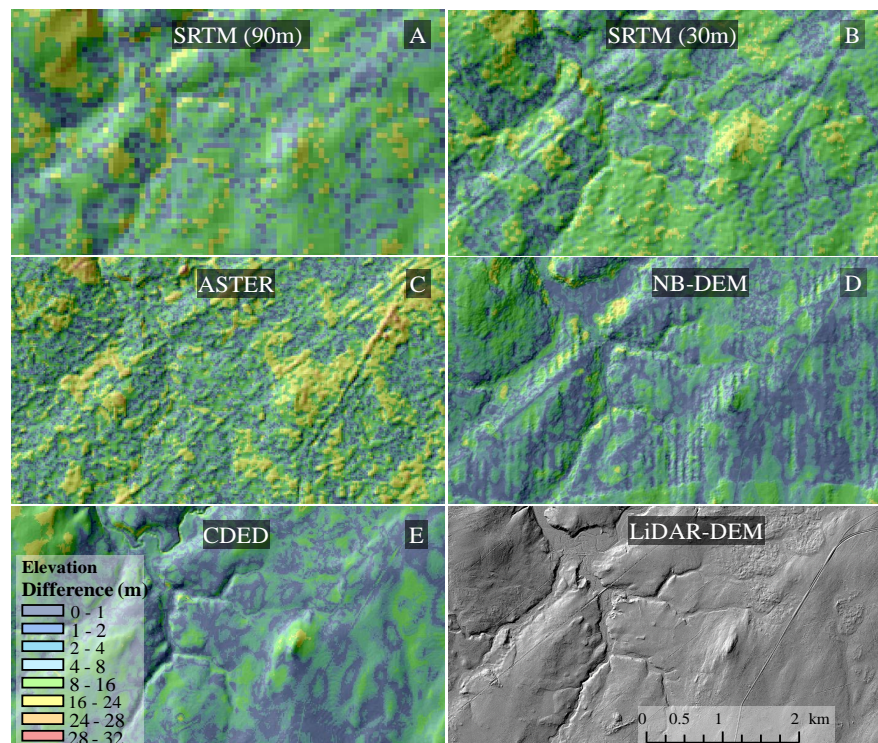 SRTM (90m) A
SRTM (30m) B
ASTER C
NB-DEM D
CDED E
LiDAR-DEM
Elevation
Difference (m)
0 - 1
1 - 2
2 - 4
4 - 8
8 - 16
16 - 24
24 - 28
28 - 32
0 0.5 1 2 km